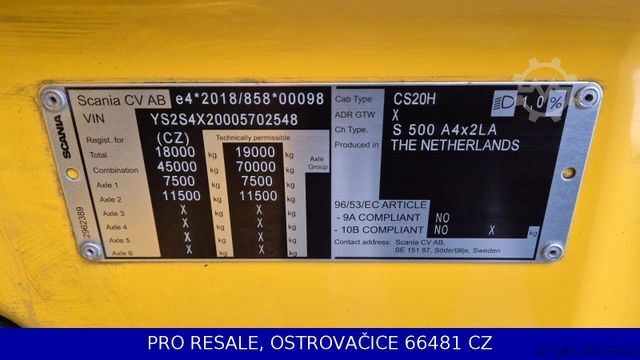 SCANIA
2962389
Scania CV AB e4*2018/858*00098
VIN YS2S4X20005702548
Regist. for (CZ) Technically permissible
Total 18000 kg 19000 kg Axle Group
Combination 45000 kg 70000 kg
Axle 1 7500 kg 7500 kg
Axle 2 11500 kg 11500 kg
Axle 3 X kg X kg
Axle 4 X kg X kg
Axle 5 X kg X kg
Axle 6 X kg X kg
Cab Type CS20H 1,0%
ADR GTW X
Ch Type S 500 A4x2LA
Produced in THE NETHERLANDS
96/53/EC ARTICLE
- 9A COMPLIANT NO
- 10B COMPLIANT NO X kg
Contact address: Scania CV AB,
SE 151 87, Södertälje, Sweden
PRO RESALE, OSTROVAČICE 66481 CZ